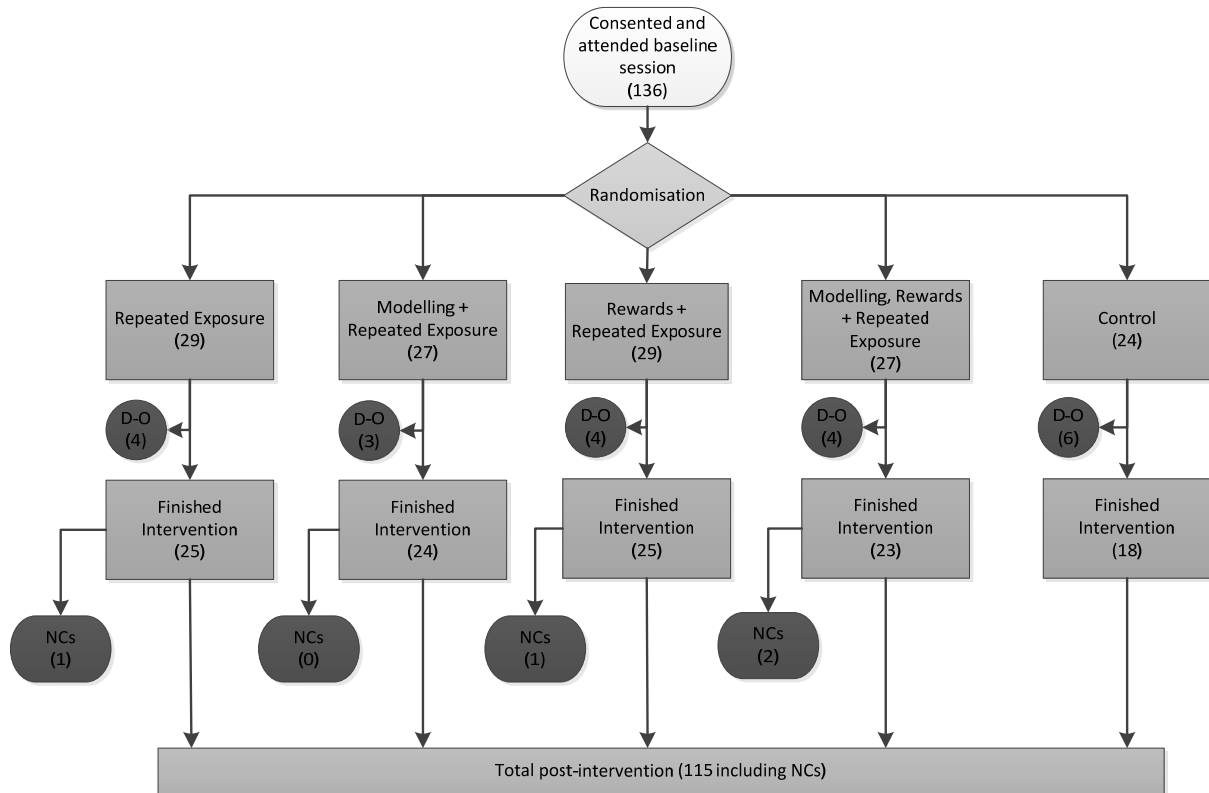 Consented and
attended baseline
session
(136)
Randomisation
Repeated Exposure
(29)
Modelling +
Repeated Exposure
(27)
Rewards +
Repeated Exposure
(29)
Modelling, Rewards
+ Repeated
Exposure
(27)
Control
(24)
D-O
(4)
D-O
(3)
D-O
(4)
D-O
(4)
D-O
(6)
Finished
Intervention
(25)
Finished
Intervention
(24)
Finished
Intervention
(25)
Finished
Intervention
(23)
Finished
Intervention
(18)
NCs
(1)
NCs
(0)
NCs
(1)
NCs
(2)
Total post-intervention (115 including NCs)